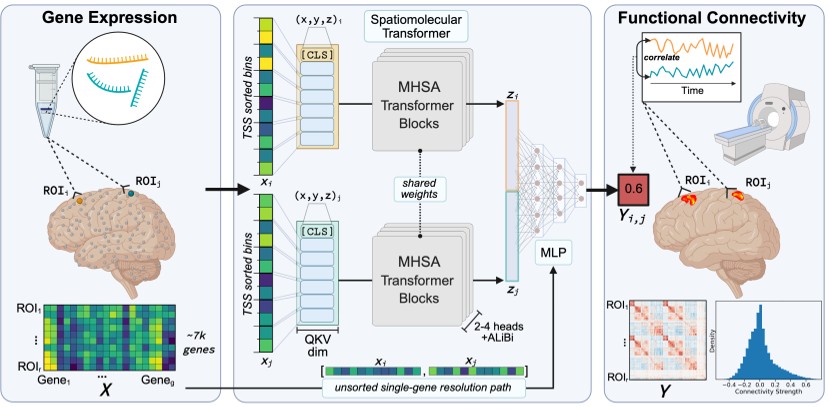 Gene Expression
ROIᵢ
ROIⱼ
ROI₁
⋮
ROIᵣ
~7k
genes
Gene₁
...
Gene_g
X
TSS sorted bins
xᵢ
TSS sorted bins
xⱼ
(x,y,z)ᵢ
[CLS]
(x,y,z)ⱼ
[CLS]
QKV
dim
Spatiomolecular
Transformer
MHSA
Transformer
Blocks
shared
weights
MHSA
Transformer
Blocks
2-4 heads
+ALiBi
zᵢ
zⱼ
MLP
[ xᵢ , xⱼ ]
unsorted single-gene resolution path
Functional Connectivity
correlate
Time
0.6
Yᵢ,ⱼ
ROIᵢ
ROIⱼ
ROI₁
⋮
ROIᵣ
Y
Density
−0.4 −0.2 0.0 0.2 0.4 0.6
Connectivity Strength